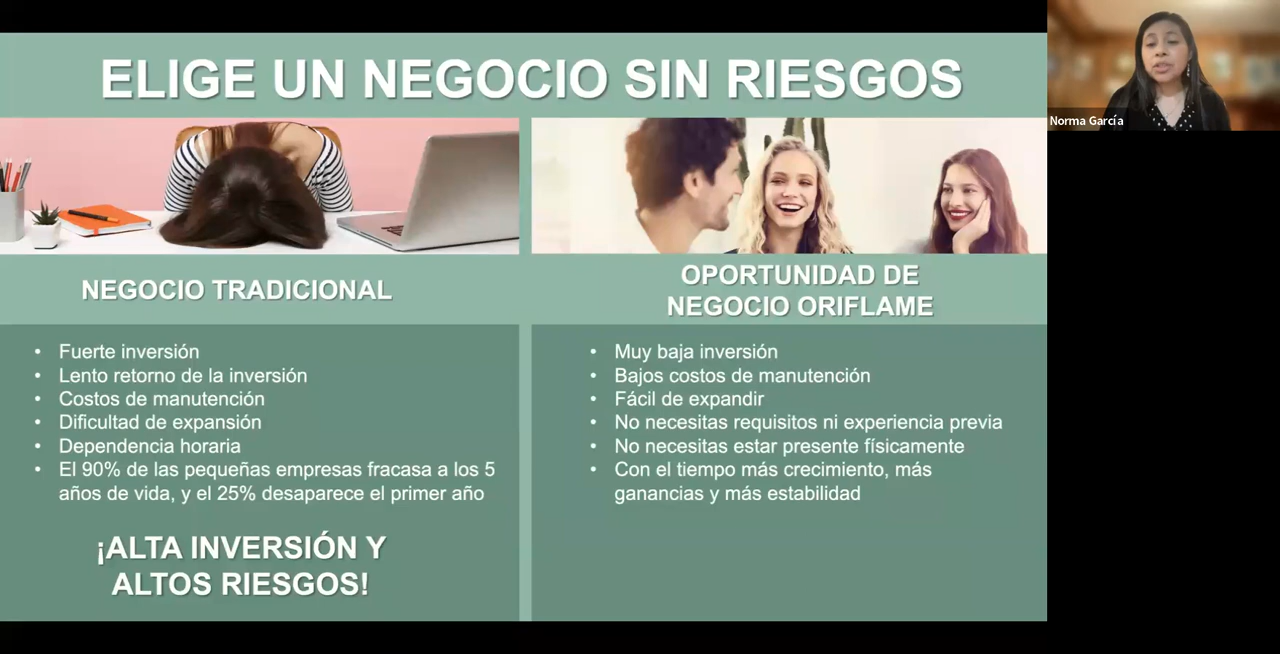 ELIGE UN NEGOCIO SIN RIESGOS
Norma García
NEGOCIO TRADICIONAL
• Fuerte inversión
• Lento retorno de la inversión
• Costos de manutención
• Dificultad de expansión
• Dependencia horaria
• El 90% de las pequeñas empresas fracasa a los 5
años de vida, y el 25% desaparece el primer año
¡ALTA INVERSIÓN Y
ALTOS RIESGOS!
OPORTUNIDAD DE
NEGOCIO ORIFLAME
• Muy baja inversión
• Bajos costos de manutención
• Fácil de expandir
• No necesitas requisitos ni experiencia previa
• No necesitas estar presente físicamente
• Con el tiempo más crecimiento, más
ganancias y más estabilidad